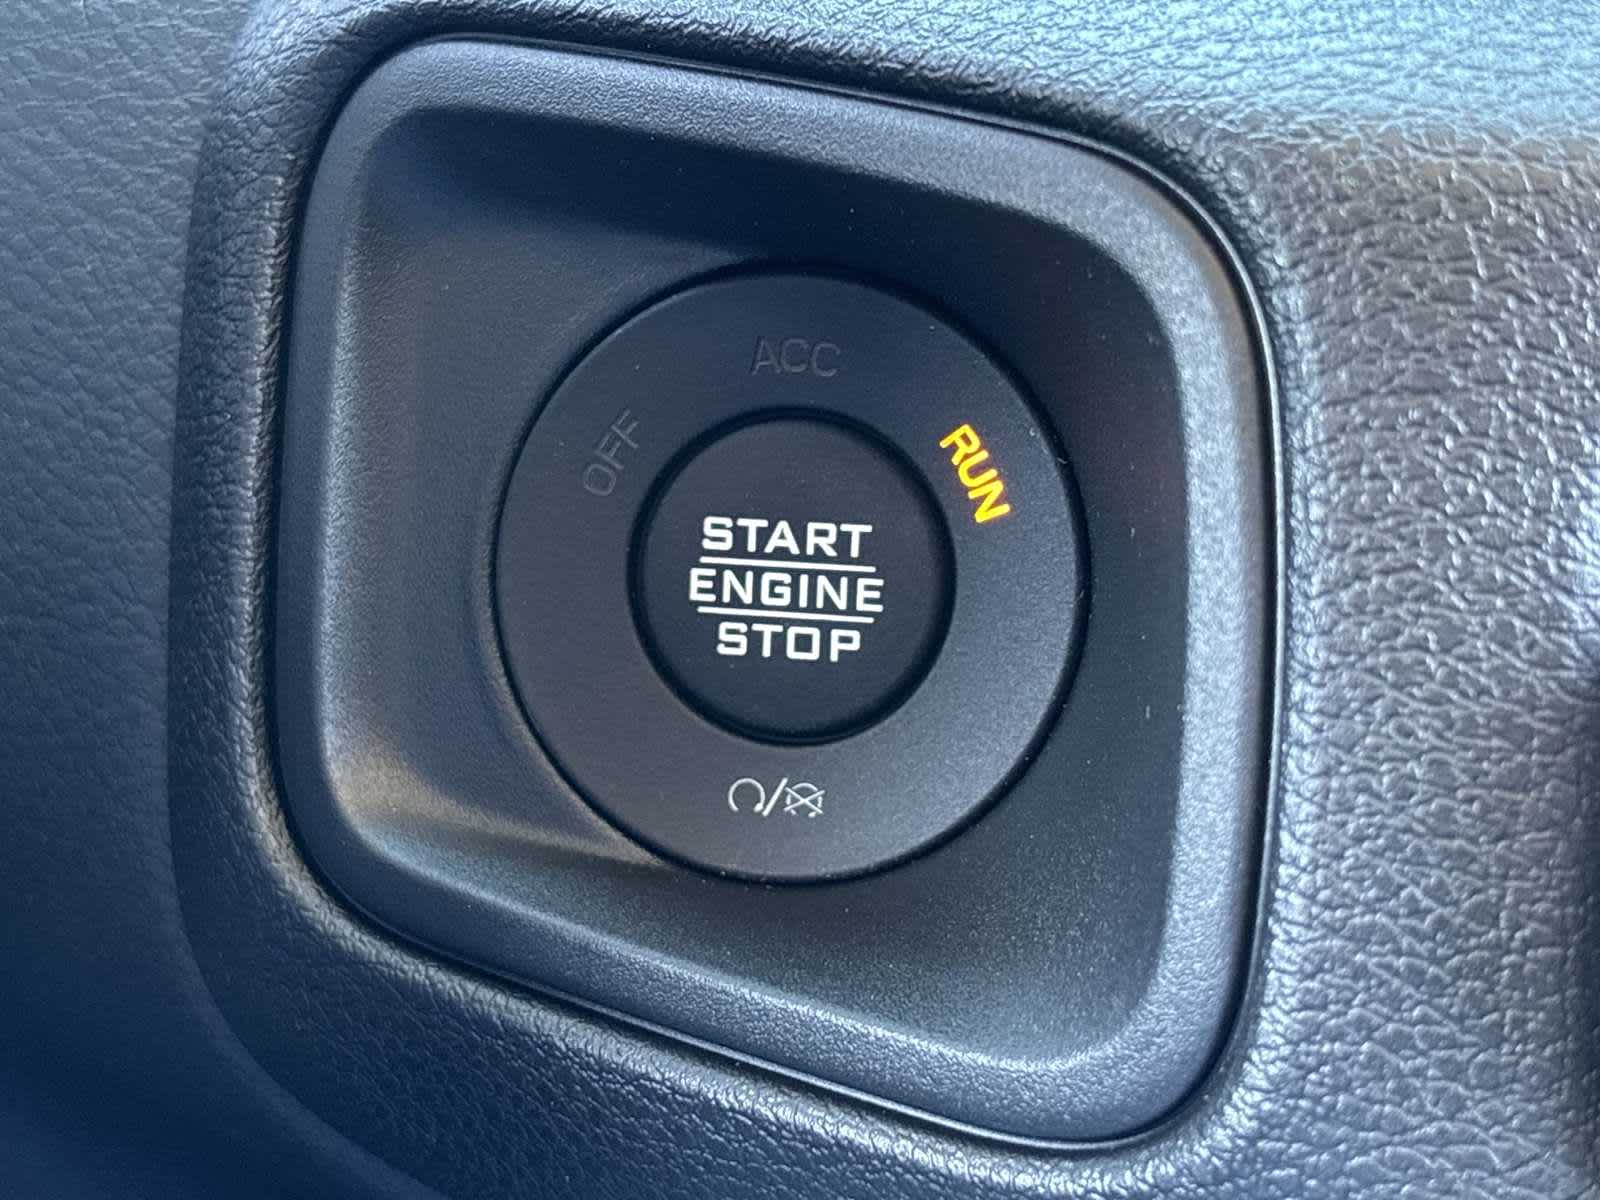 ACC
OFF
RUN
START
ENGINE
STOP